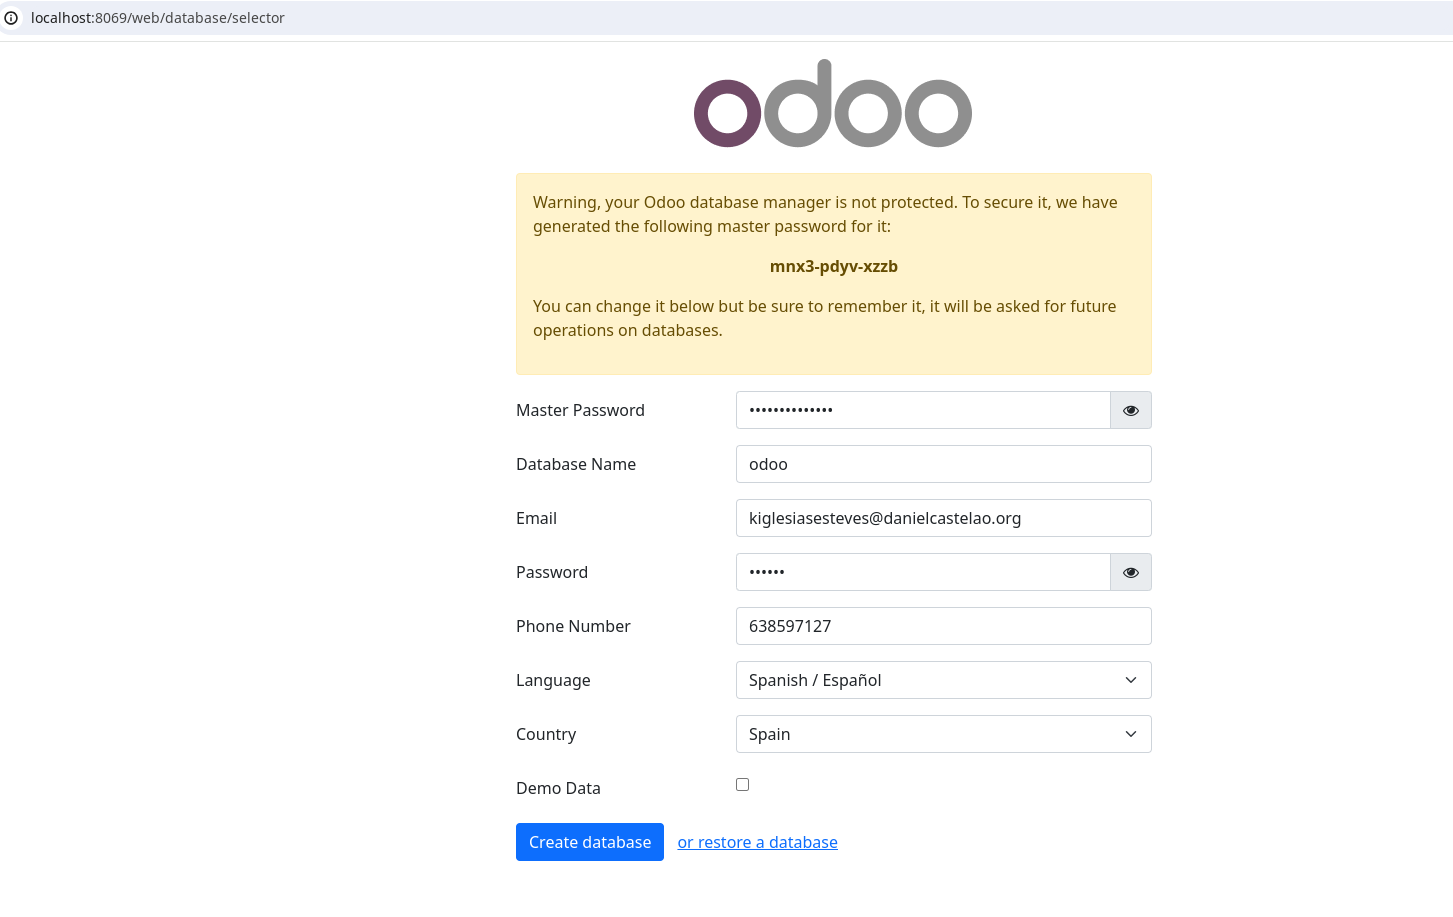 localhost:8069/web/database/selector
odoo
Warning, your Odoo database manager is not protected. To secure it, we have
generated the following master password for it:
mnx3-pdyv-xzzb
You can change it below but be sure to remember it, it will be asked for future
operations on databases.
Master Password ••••••••••••••
Database Name odoo
Email kiglesiasesteves@danielcastelao.org
Password ••••••
Phone Number 638597127
Language Spanish / Español
Country Spain
Demo Data
Create database or restore a database